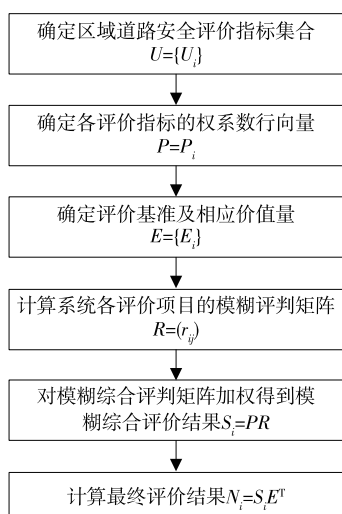 确定区域道路安全评价指标集合
U={Ui}
确定各评价指标的权系数行向量
P=Pi
确定评价基准及相应价值量
E={Ei}
计算系统各评价项目的模糊评判矩阵
R=(rij)
对模糊综合评判矩阵加权得到模
糊综合评价结果Si=PR
计算最终评价结果Ni=SiE^T